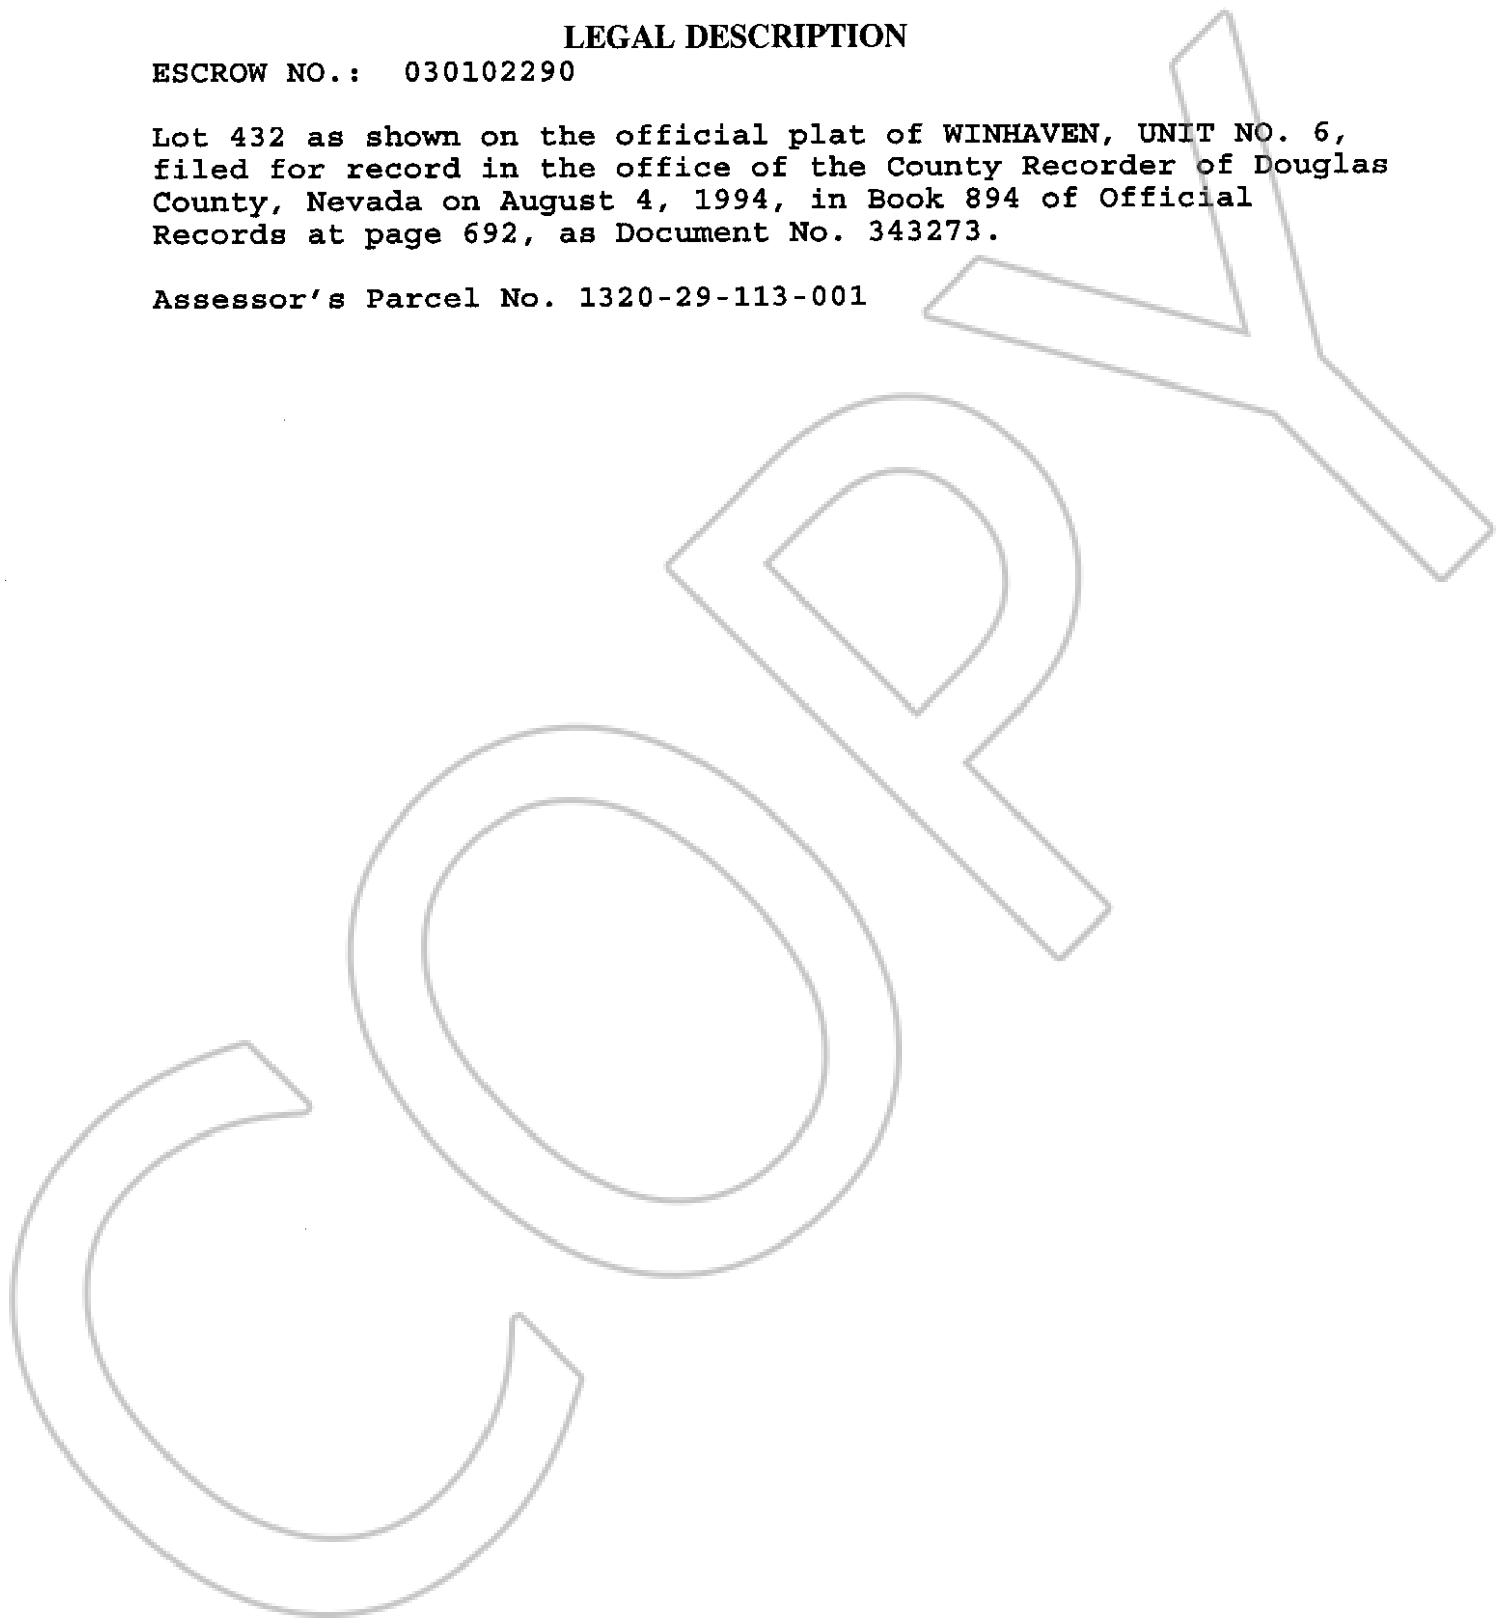 LEGAL DESCRIPTION
ESCROW NO.: 030102290
Lot 432 as shown on the official plat of WINHAVEN, UNIT NO. 6,
filed for record in the office of the County Recorder of Douglas
County, Nevada on August 4, 1994, in Book 894 of Official
Records at page 692, as Document No. 343273.
Assessor's Parcel No. 1320-29-113-001
COPY